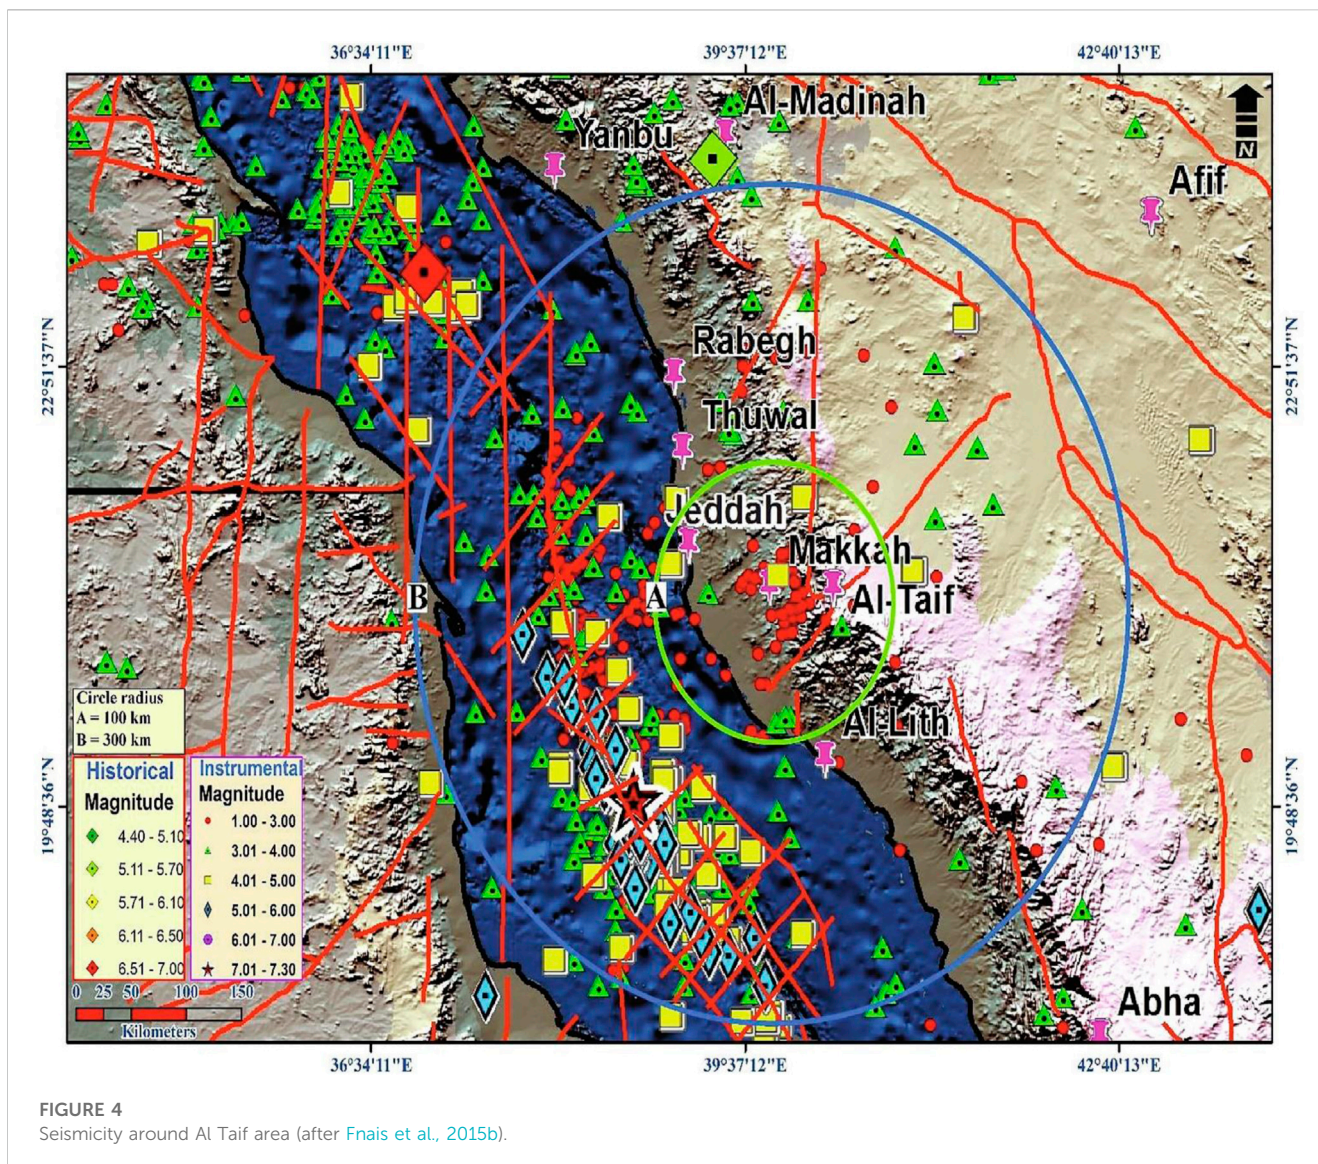 36°34'11"E 39°37'12"E 42°40'13"E
Al-Madinah
Yanbu
N
Afif
22°51'37"N 22°51'37"N
Rabegh
Thuwal
Jeddah
Makkah
B A Al-Taif
Circle radius
A = 100 km
B = 300 km
Al-Lith
Historical
Magnitude
4.40 - 5.10
5.11 - 5.70
5.71 - 6.10
6.11 - 6.50
6.51 - 7.00
Instrumental
Magnitude
1.00 - 3.00
3.01 - 4.00
4.01 - 5.00
5.01 - 6.00
6.01 - 7.00
7.01 - 7.30
19°48'36"N 19°48'36"N
0 25 50 100 150
Kilometers
Abha
36°34'11"E 39°37'12"E 42°40'13"E
FIGURE 4
Seismicity around Al Taif area (after Fnais et al., 2015b).